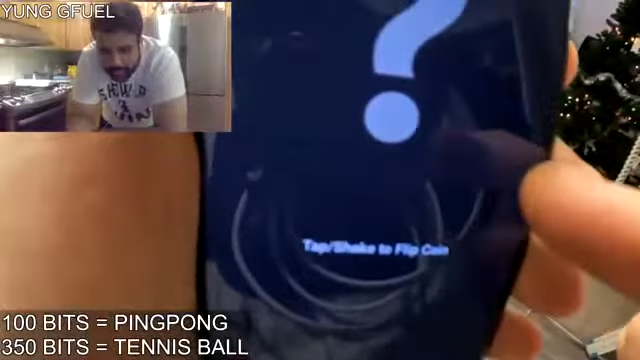 YUNG GFUEL
?
Tap/Shake to Flip Coin
100 BITS = PINGPONG
350 BITS = TENNIS BALL